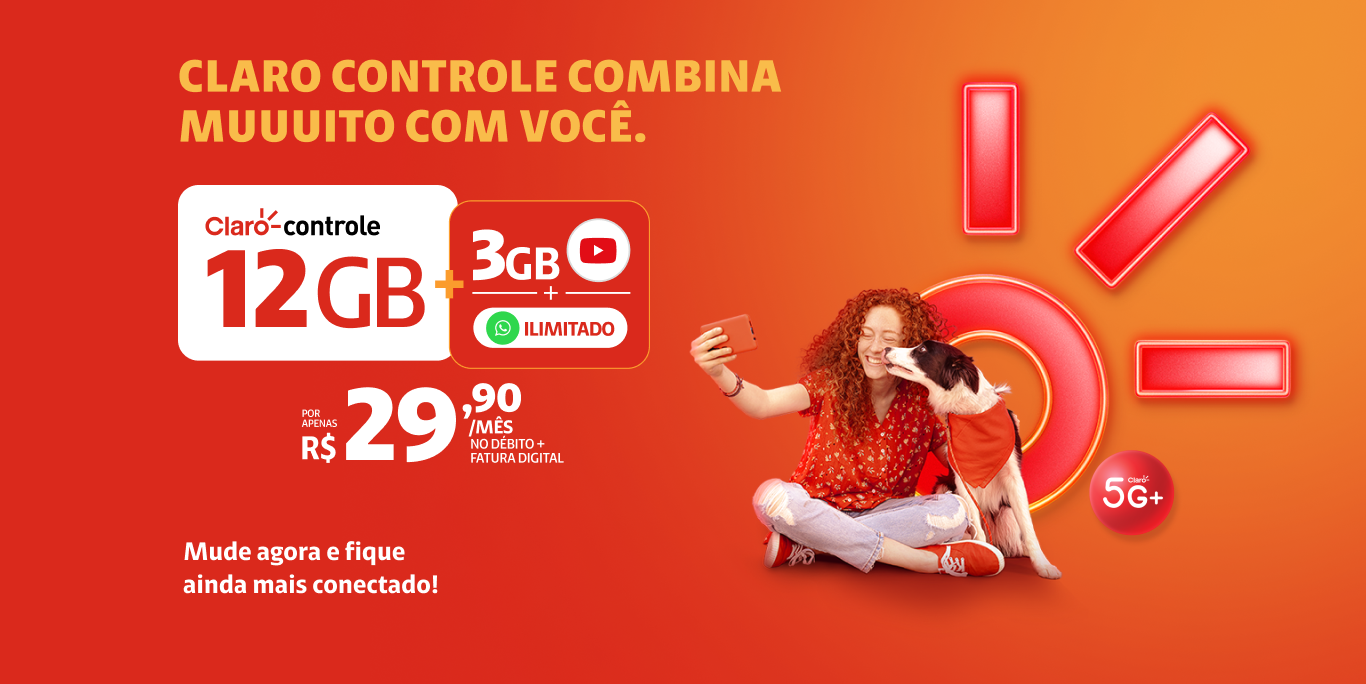 CLARO CONTROLE COMBINA
MUUUITO COM VOCÊ.
Claro-controle
12GB
+
3GB
+
ILIMITADO
POR
APENAS
R$ 29,90
/MÊS
NO DÉBITO +
FATURA DIGITAL
Mude agora e fique
ainda mais conectado!
Claro
5G+